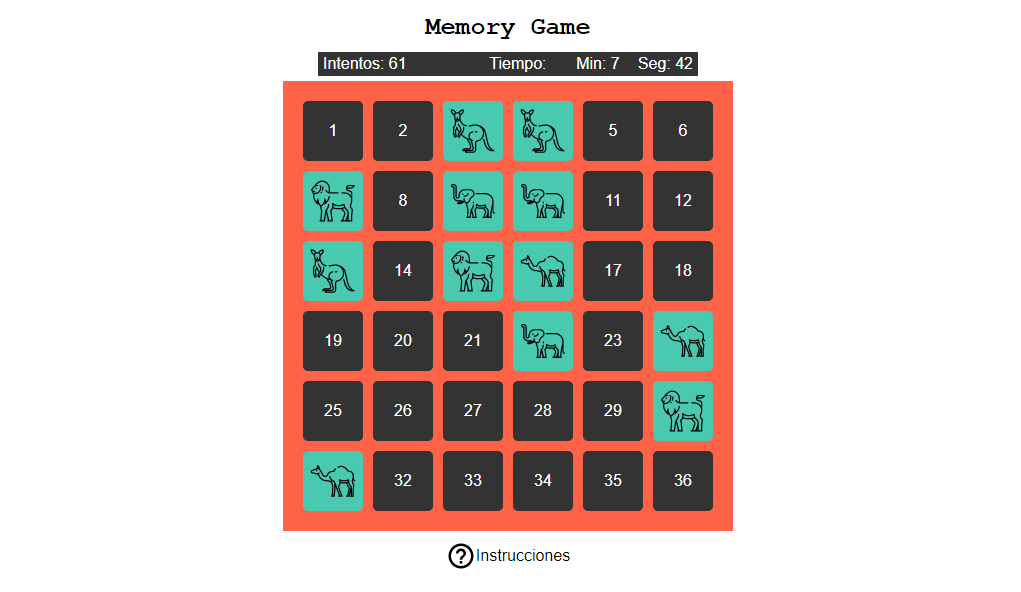 Memory Game
Intentos: 61 Tiempo: Min: 7 Seg: 42
1 2 5 6
8 11 12
14 17 18
19 20 21 23
25 26 27 28 29
32 33 34 35 36
? Instrucciones